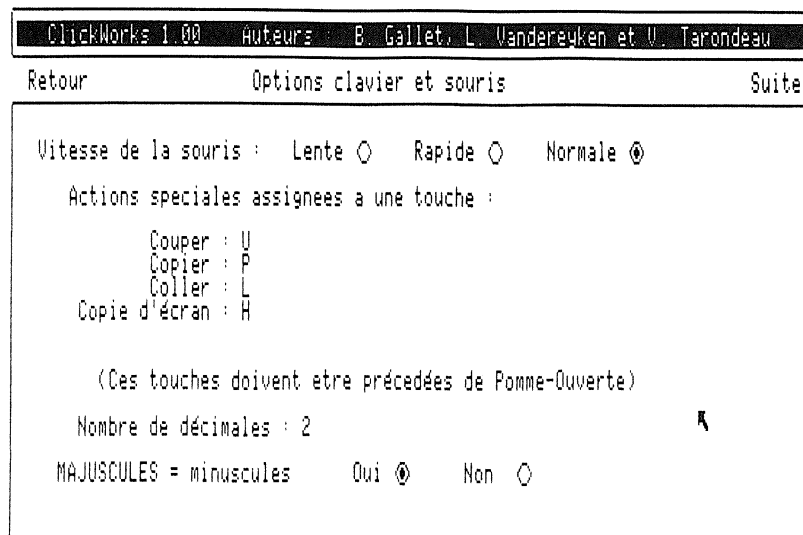 ClickWorks 1.00 Auteurs : B. Gallet, L. Vandereyken et V. Tarondeau
Retour Options clavier et souris Suite
Vitesse de la souris : Lente Rapide Normale
Actions speciales assignees a une touche :
Couper : U
Copier : P
Coller : L
Copie d'écran : H
(Ces touches doivent etre précedées de Pomme-Ouverte)
Nombre de décimales : 2
MAJUSCULES = minuscules Oui Non